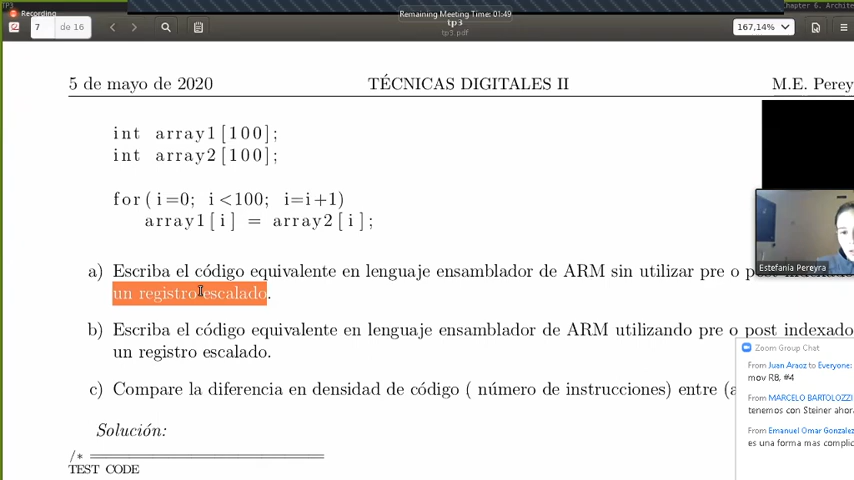 Recording
Remaining Meeting Time: 01:49
Chapter 6. Archite
7 de 16
tp3
tp3.pdf
167,14%
5 de mayo de 2020 TÉCNICAS DIGITALES II M.E. Perey
int array1[100];
int array2[100];
for(i=0; i<100; i=i+1)
array1[i] = array2[i];
a) Escriba el código equivalente en lenguaje ensamblador de ARM sin utilizar pre o
un registro escalado.
Estefanía Pereyra
b) Escriba el código equivalente en lenguaje ensamblador de ARM utilizando pre o post indexado
un registro escalado.
c) Compare la diferencia en densidad de código ( número de instrucciones) entre (a
Solución:
/* 
TEST CODE
Zoom Group Chat
From Juan Araoz to Everyone:
mov R8, #4
From MARCELO BARTOLOZZI
tenemos con Steiner ahor
From Emanuel Omar Gonzalez
es una forma mas complic